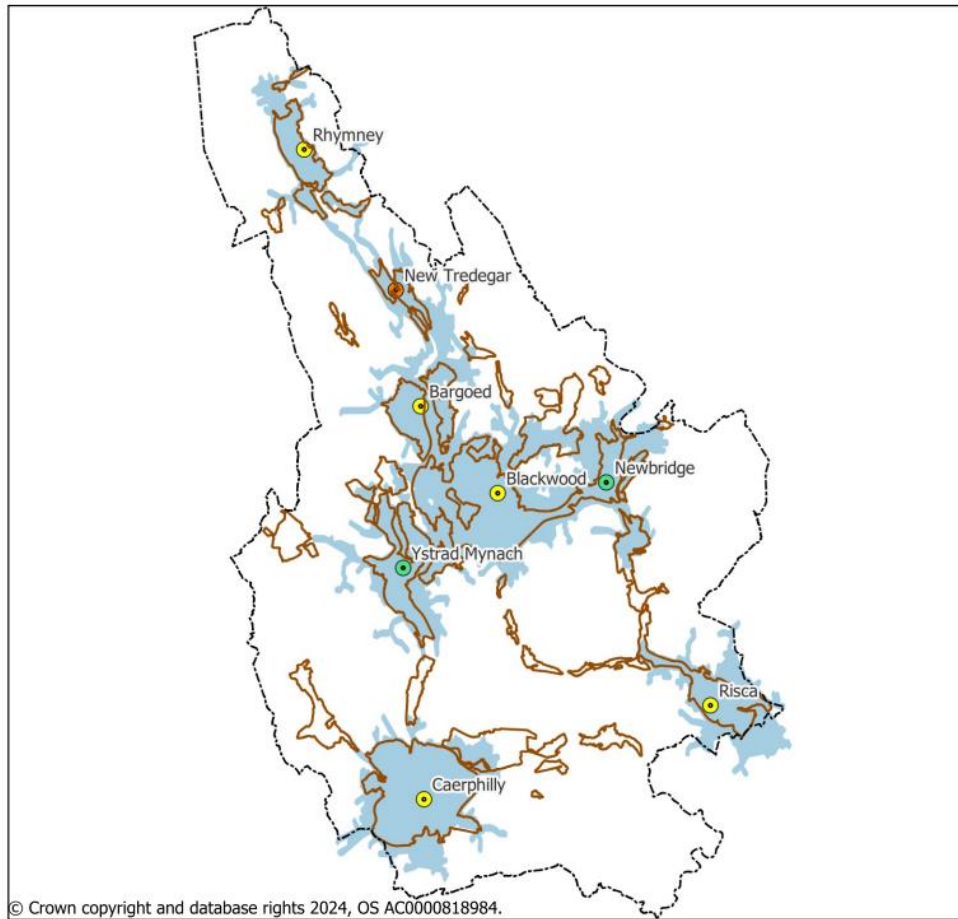 Rhymney
New Tredegar
Bargoed
Blackwood
Newbridge
Ystrad Mynach
Risca
Caerphilly
© Crown copyright and database rights 2024, OS AC0000818984.